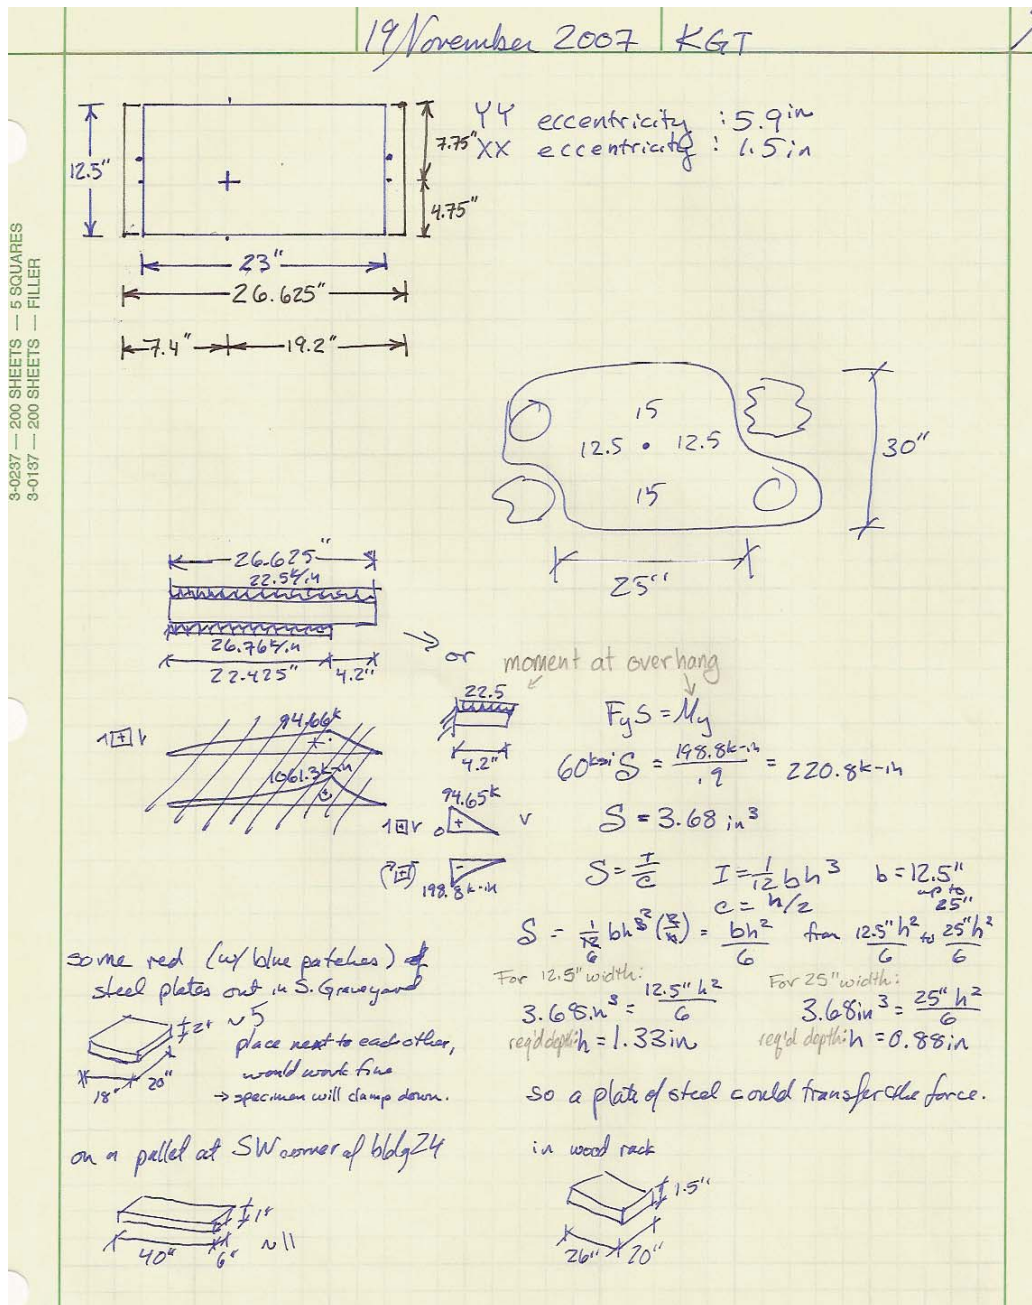 19 November 2007 KGT
3-0237 — 200 SHEETS — 5 SQUARES
3-0137 — 200 SHEETS — FILLER
YY eccentricity : 5.9in
XX eccentricity : 1.5in
12.5"
7.75"
4.75"
23"
26.625"
7.4" 19.2"
15
12.5 • 12.5
15
30"
25"
26.625"
22.5k/in
26.76k/in
22.425" 4.2"
or
moment at overhang
94.66k
1061.3k-in
22.5
4.2"
94.65k
V
198.8k-in
FyS = My
60ksi S = 198.8k-in/.9 = 220.8k-in
S = 3.68 in³
S = I/c I = 1/12 bh³ b = 12.5" up to 25"
c = h/2
S = 1/12 bh³ (2/h) = bh²/6 from 12.5"h²/6 to 25"h²/6
For 12.5" width:
3.68in³ = 12.5" h²/6
req'd depth: h = 1.33in
For 25" width:
3.68in³ = 25" h²/6
req'd depth: h = 0.88in
so a plate of steel could transfer the force.
some red (w/ blue patches)
steel plates out in S. Graveyard
2" ~5
18" 20"
place next to each other,
would work fine
→ specimen will clamp down.
on a pallet at SW corner of bldg 24
1"
40" 6" ~11
in wood rack
1.5"
26" 20"